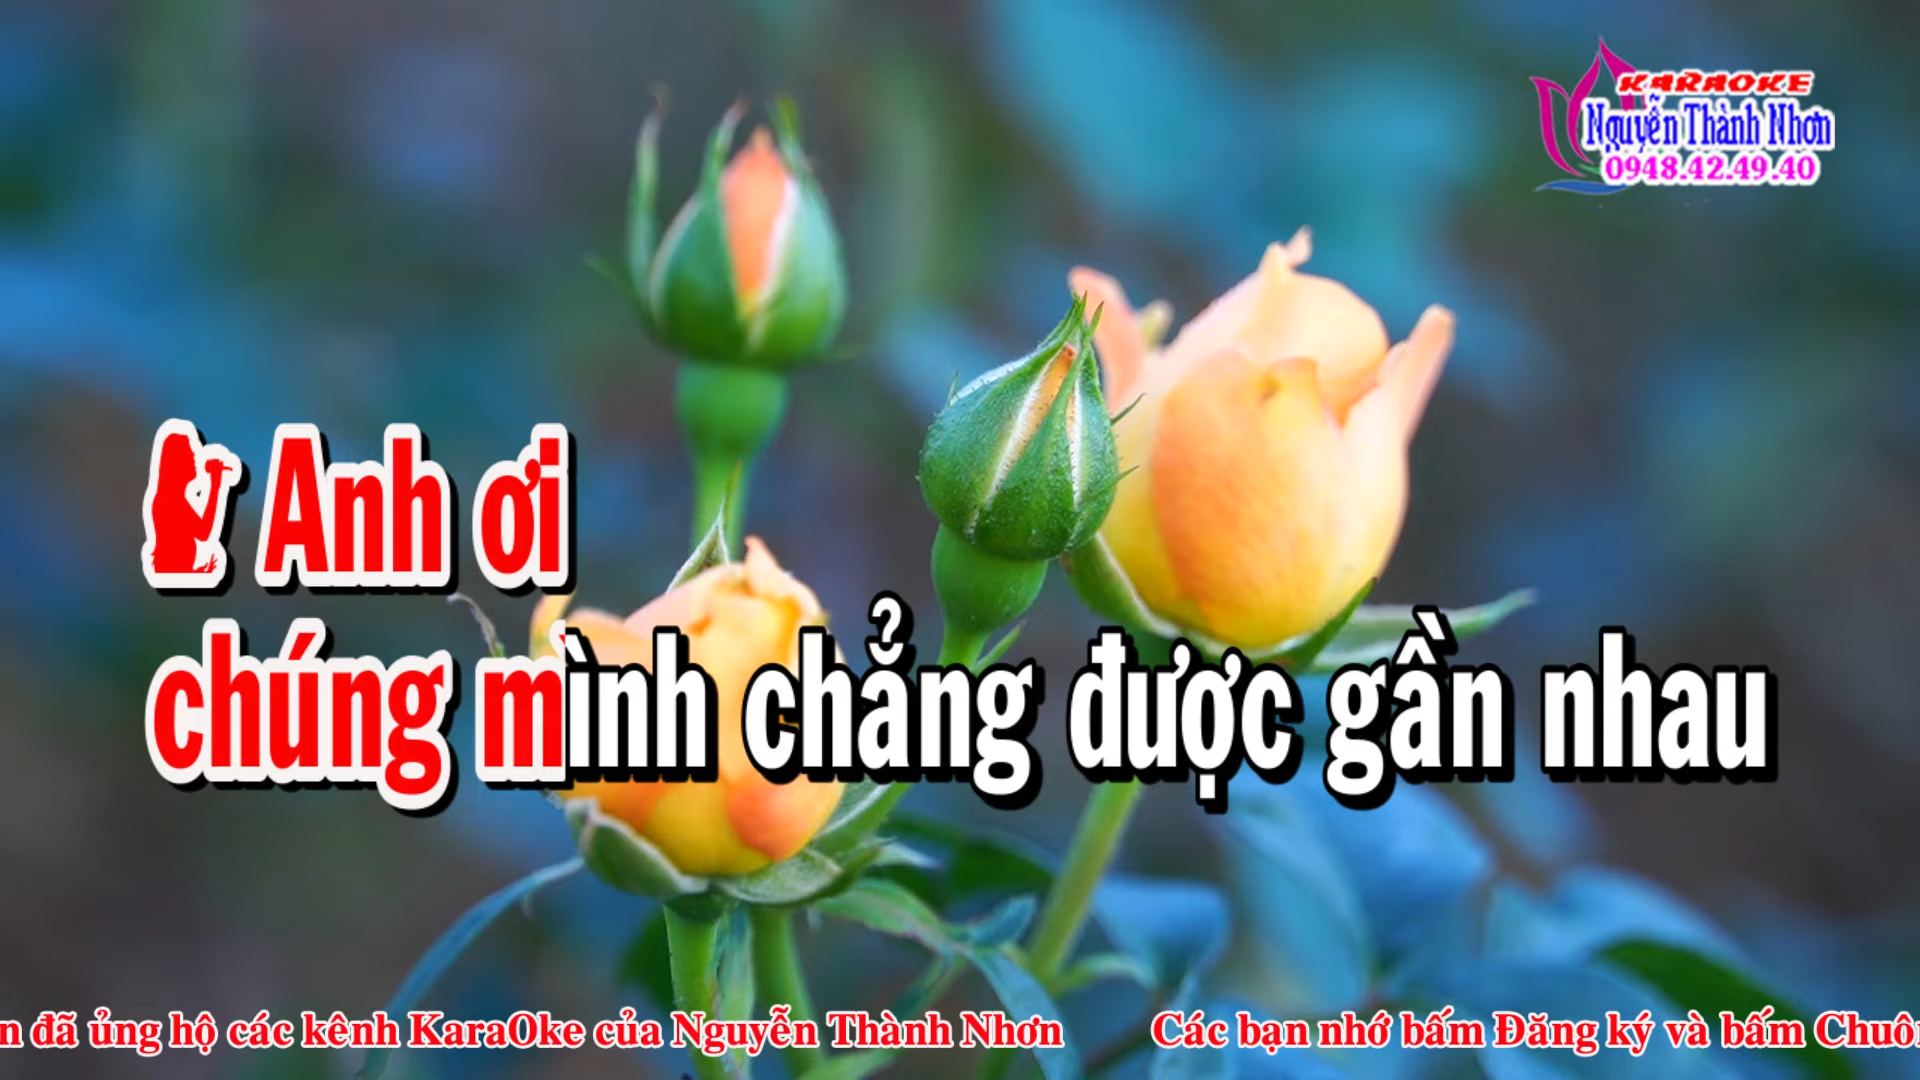 KARAOKE
Nguyễn Thành Nhơn
0948.42.49.40
Anh ơi
chúng mình chẳng được gần nhau
n đã ủng hộ các kênh KaraOke của Nguyễn Thành Nhơn Các bạn nhớ bấm Đăng ký và bấm Chuôn